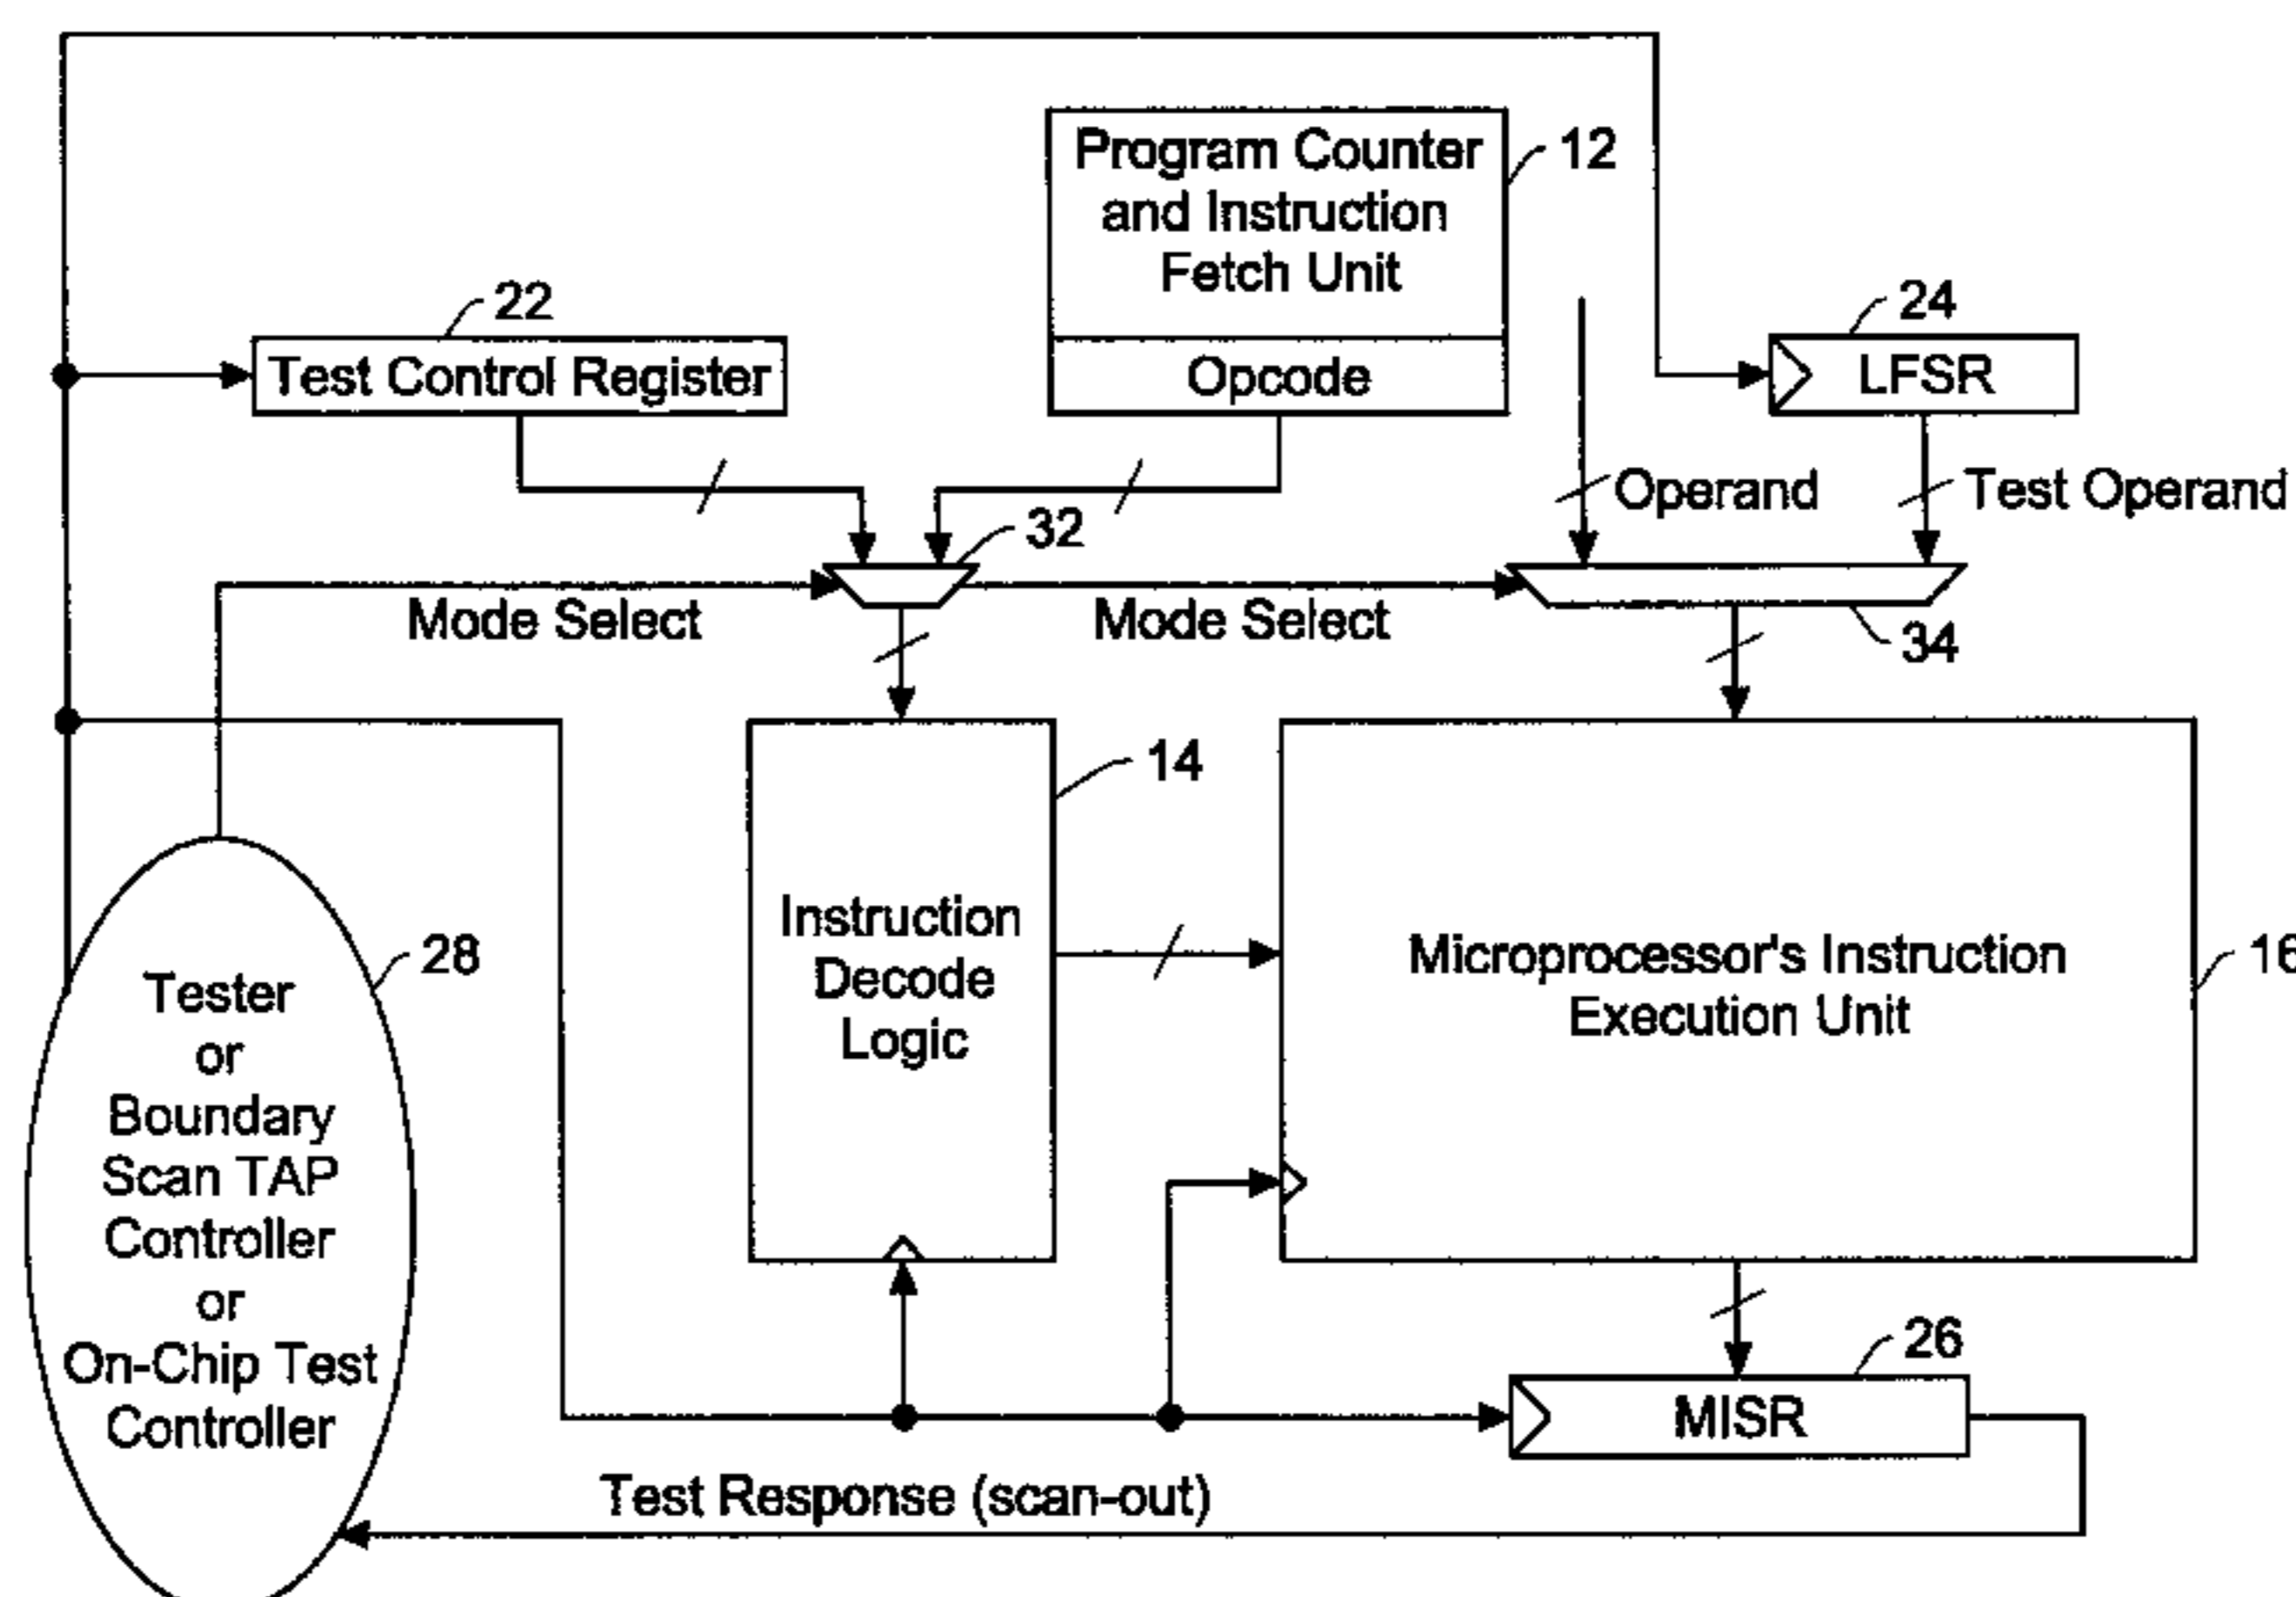 Program Counter
and Instruction
Fetch Unit
12
Opcode
22
Test Control Register
24
LFSR
Operand
Test Operand
32
Mode Select
Mode Select
34
14
Instruction
Decode
Logic
Microprocessor's Instruction
Execution Unit
16
28
Tester
or
Boundary
Scan TAP
Controller
or
On-Chip Test
Controller
26
MISR
Test Response (scan-out)